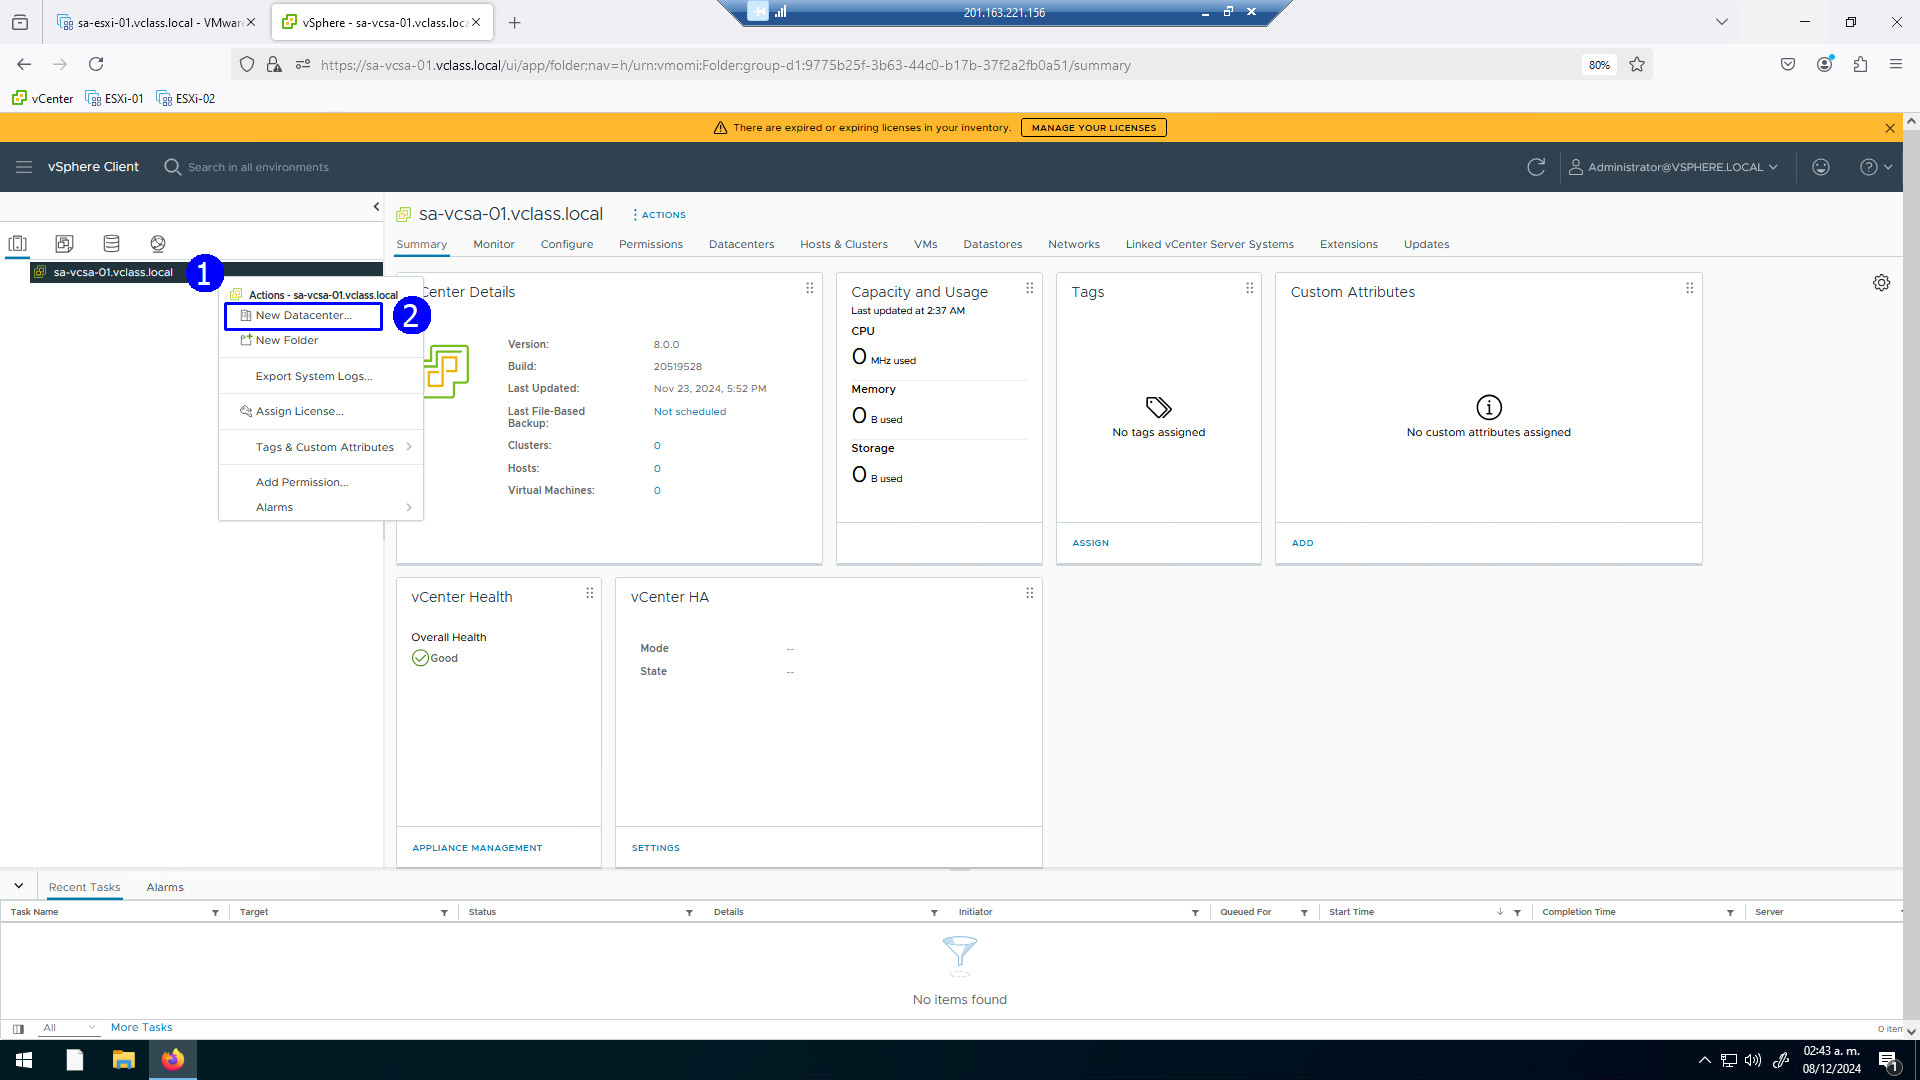 sa-esxi-01.vclass.local - VMwar
vSphere - sa-vcsa-01.vclass.loca
201.163.221.156
https://sa-vcsa-01.vclass.local/ui/app/folder;nav=h/urn:vmomi:Folder:group-d1:9775b25f-3b63-44c0-b17b-37f2a2fb0a51/summary
80%
vCenter
ESXi-01
ESXi-02
There are expired or expiring licenses in your inventory.
MANAGE YOUR LICENSES
vSphere Client
Search in all environments
Administrator@VSPHERE.LOCAL
sa-vcsa-01.vclass.local
ACTIONS
Summary
Monitor
Configure
Permissions
Datacenters
Hosts & Clusters
VMs
Datastores
Networks
Linked vCenter Server Systems
Extensions
Updates
sa-vcsa-01.vclass.local
1
Actions - sa-vcsa-01.vclass.local
New Datacenter...
2
New Folder
Export System Logs...
Assign License...
Tags & Custom Attributes
Add Permission...
Alarms
Center Details
Version:
8.0.0
Build:
20519528
Last Updated:
Nov 23, 2024, 5:52 PM
Last File-Based
Backup:
Not scheduled
Clusters:
0
Hosts:
0
Virtual Machines:
0
Capacity and Usage
Last updated at 2:37 AM
CPU
0 MHz used
Memory
0 B used
Storage
0 B used
Tags
No tags assigned
ASSIGN
Custom Attributes
No custom attributes assigned
ADD
vCenter Health
Overall Health
Good
APPLIANCE MANAGEMENT
vCenter HA
Mode
--
State
--
SETTINGS
Recent Tasks
Alarms
Task Name
Target
Status
Details
Initiator
Queued For
Start Time
Completion Time
Server
No items found
All
More Tasks
0 item
02:43 a. m.
08/12/2024
1